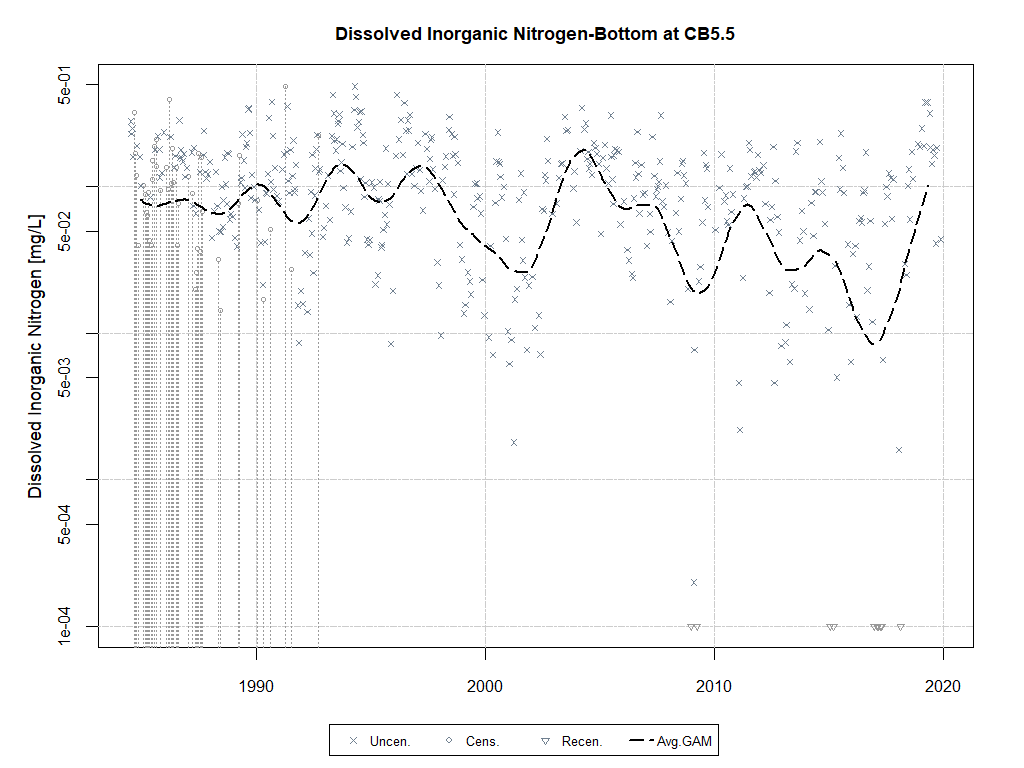 Dissolved Inorganic Nitrogen-Bottom at CB5.5
Dissolved Inorganic Nitrogen [mg/L]
5e-01
5e-02
5e-03
5e-04
1e-04
1990
2000
2010
2020
Uncen.
Cens.
Recen.
Avg.GAM